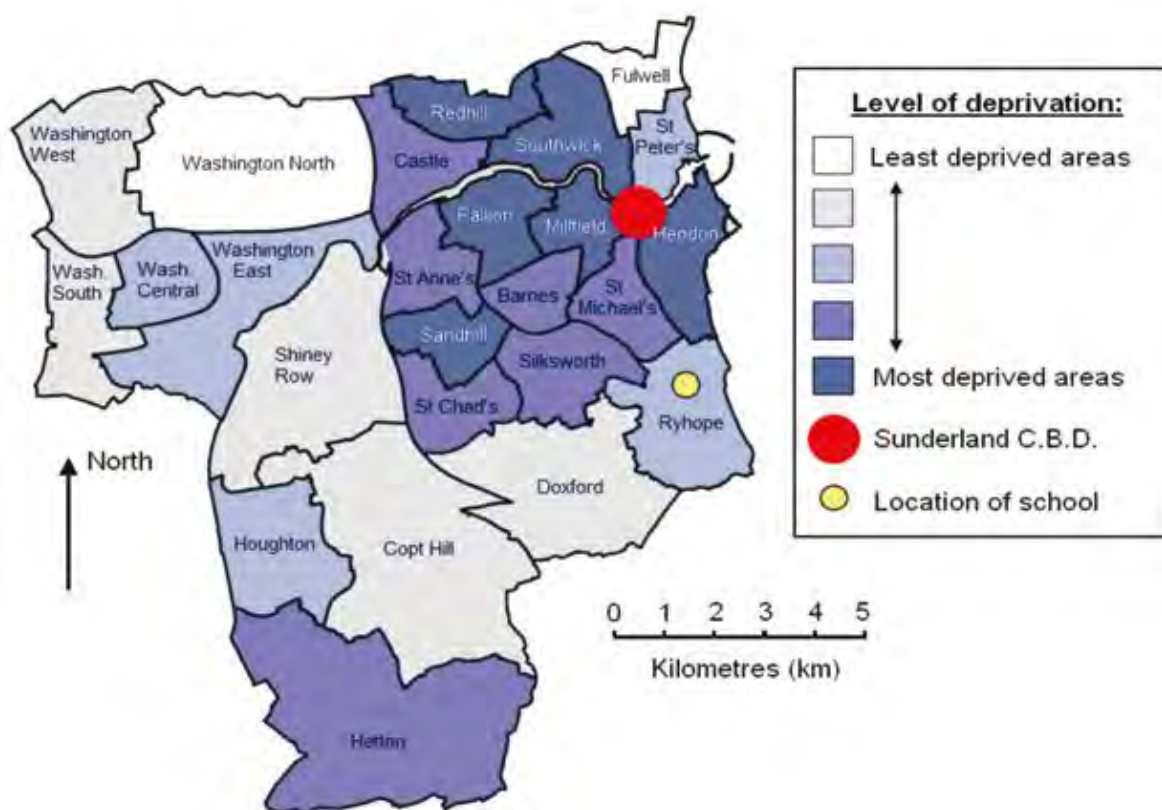 Fulwell
Level of deprivation:
Washington
West
Redhill
St
Peter's
Washington North
Castle
Southwick
Least deprived areas
Pallion
Millfield
Hendon
Washington
East
Wash.
South
Wash.
Central
St Anne's
Barnes
St
Michael's
Sandhill
Shiney
Row
Silksworth
Most deprived areas
St Chad's
Ryhope
Sunderland C.B.D.
North
Doxford
Location of school
Houghton
Copt Hill
0 1 2 3 4 5
Kilometres (km)
Hetton